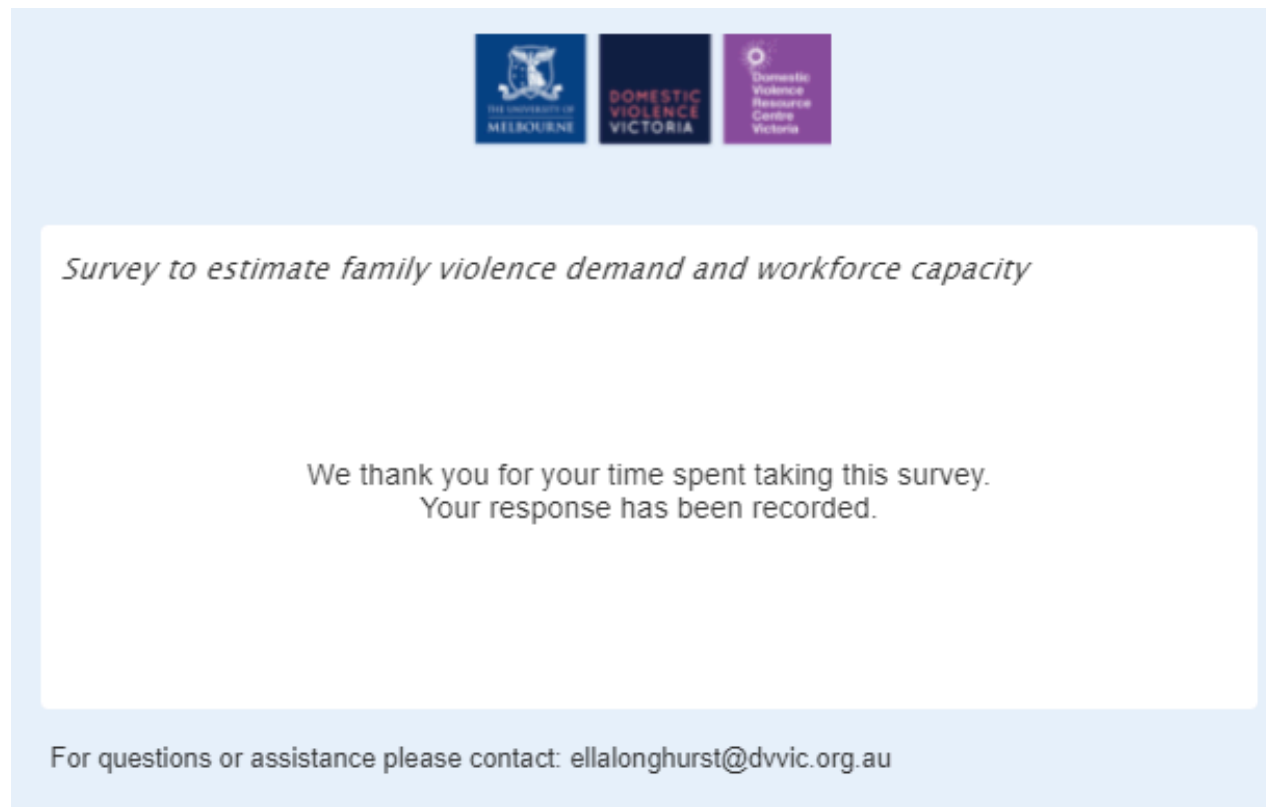 THE UNIVERSITY OF
MELBOURNE
DOMESTIC
VIOLENCE
VICTORIA
Domestic
Violence
Resource
Centre
Victoria
Survey to estimate family violence demand and workforce capacity
We thank you for your time spent taking this survey.
Your response has been recorded.
For questions or assistance please contact: ellalonghurst@dvvic.org.au